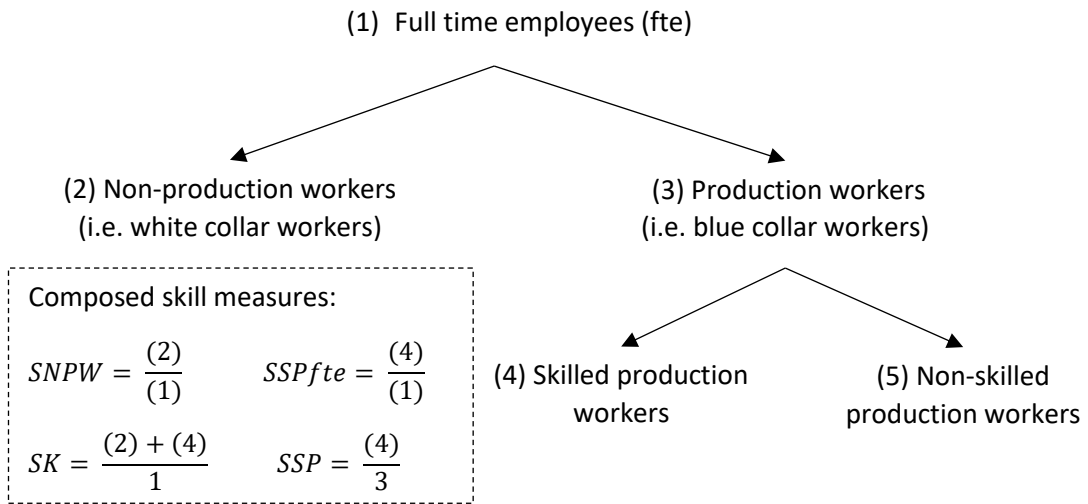 (1) Full time employees (fte)
(2) Non-production workers
(i.e. white collar workers)
(3) Production workers
(i.e. blue collar workers)
Composed skill measures:
SNPW = (2)/(1)
SSPfte = (4)/(1)
SK = (2) + (4)/1
SSP = (4)/3
(4) Skilled production
workers
(5) Non-skilled
production workers